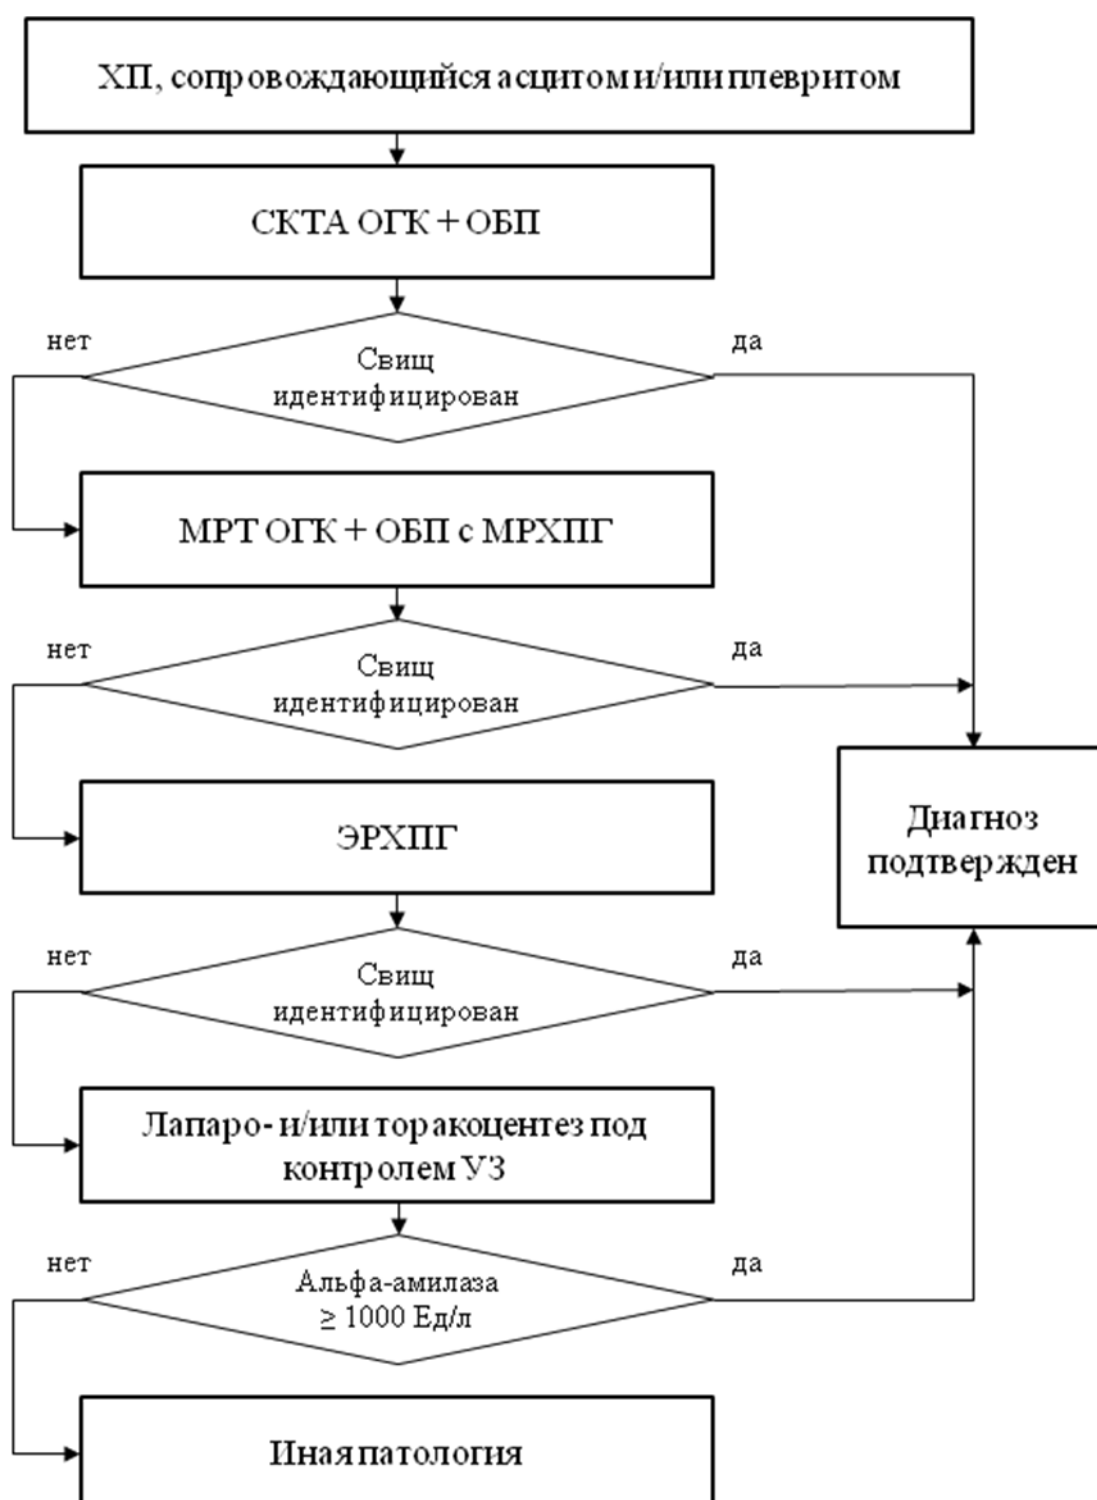 ХП, сопровождающийся асцитом и/или плевритом
СКТА ОГК + ОБП
нет
да
Свищ
идентифицирован
МРТ ОГК + ОБП с МРХПГ
нет
да
Свищ
идентифицирован
Диагноз
подтвержден
ЭРХПГ
нет
да
Свищ
идентифицирован
Лапаро- и/или торакоцентез под
контролем УЗ
нет
да
Альфа-амилаза
≥ 1000 Ед/л
Иная патология